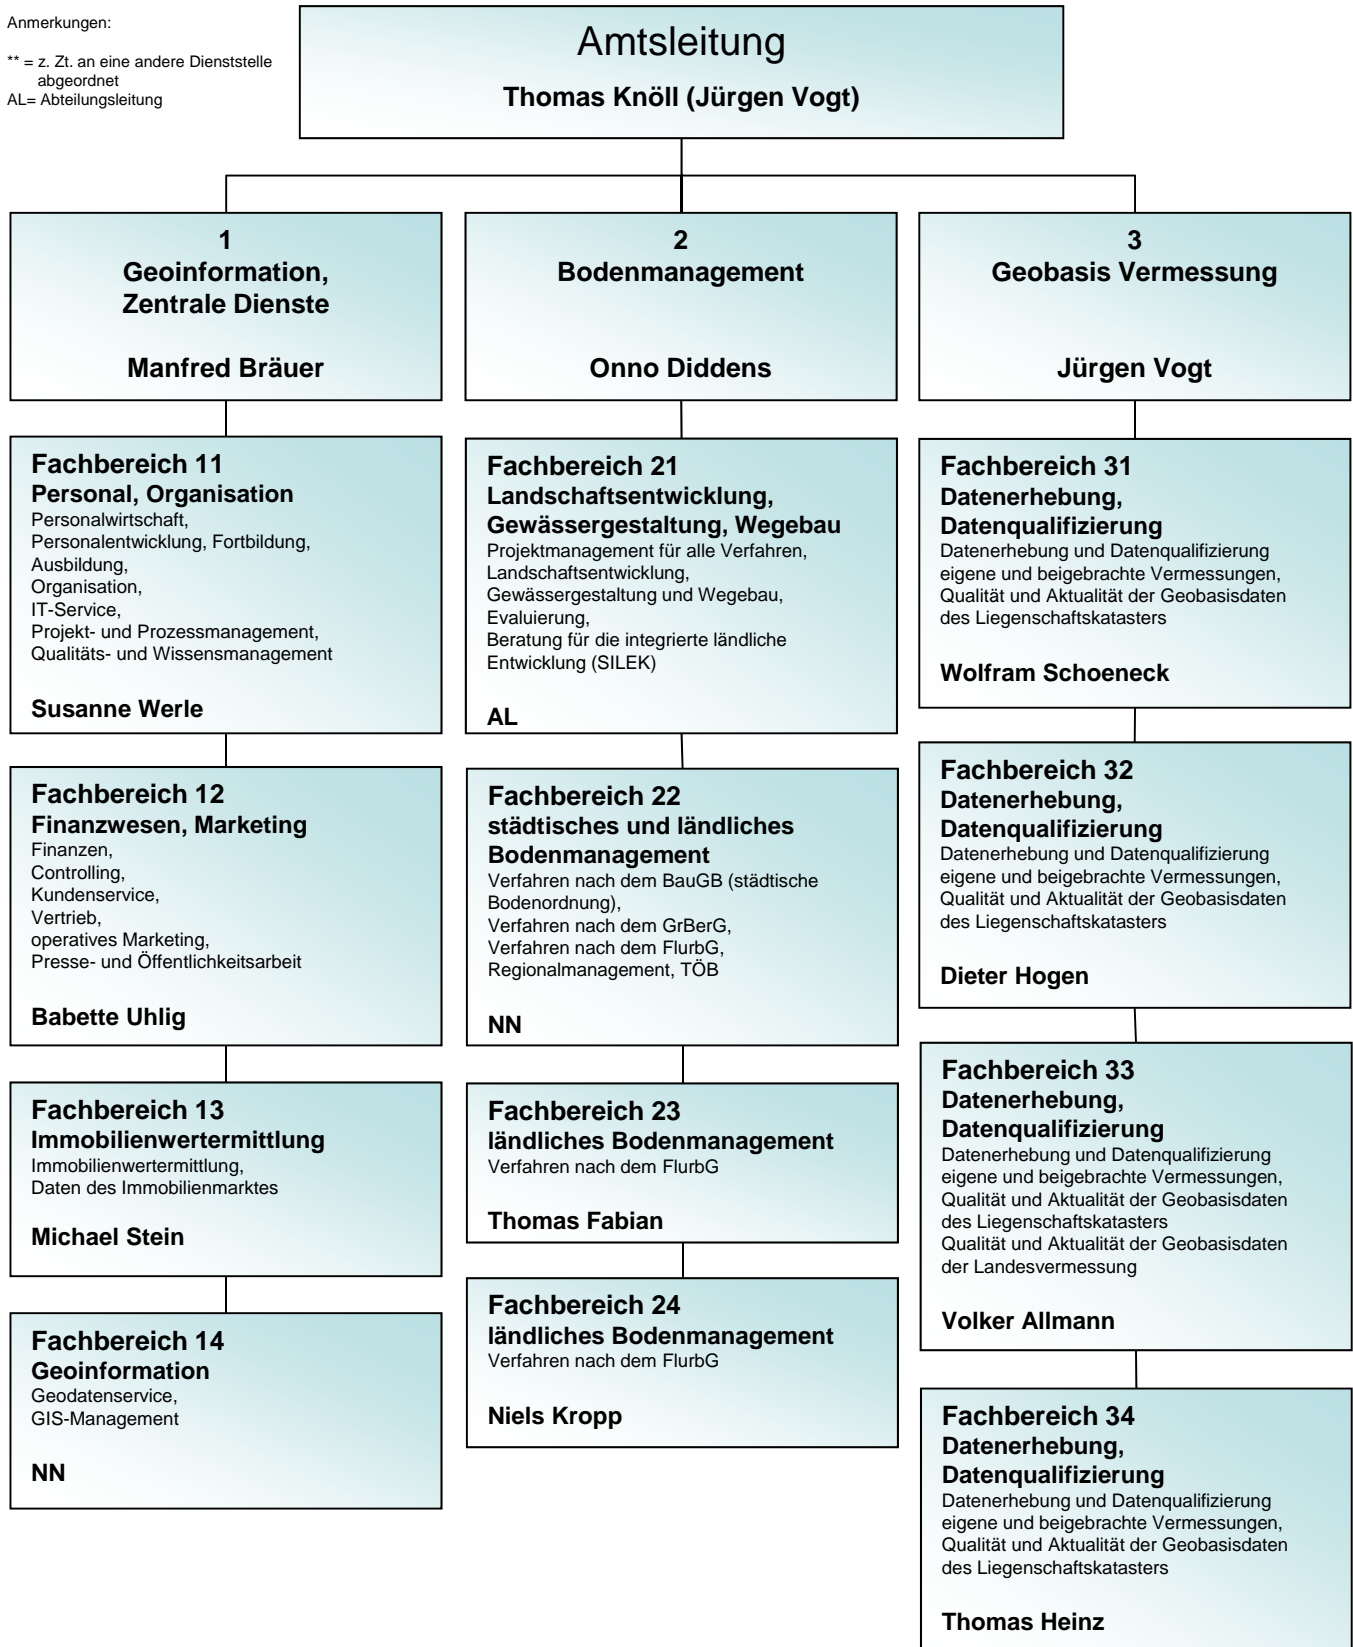 Anmerkungen:
** = z. Zt. an eine andere Dienststelle
abgeordnet
AL= Abteilungsleitung
Amtsleitung
Thomas Knöll (Jürgen Vogt)
1
Geoinformation,
Zentrale Dienste
Manfred Bräuer
Fachbereich 11
Personal, Organisation
Personalwirtschaft,
Personalentwicklung, Fortbildung,
Ausbildung,
Organisation,
IT-Service,
Projekt- und Prozessmanagement,
Qualitäts- und Wissensmanagement
Susanne Werle
Fachbereich 12
Finanzwesen, Marketing
Finanzen,
Controlling,
Kundenservice,
Vertrieb,
operatives Marketing,
Presse- und Öffentlichkeitsarbeit
Babette Uhlig
Fachbereich 13
Immobilienwertermittlung
Immobilienwertermittlung,
Daten des Immobilienmarktes
Michael Stein
Fachbereich 14
Geoinformation
Geodatenservice,
GIS-Management
NN
2
Bodenmanagement
Onno Diddens
Fachbereich 21
Landschaftsentwicklung,
Gewässergestaltung, Wegebau
Projektmanagement für alle Verfahren,
Landschaftsentwicklung,
Gewässergestaltung und Wegebau,
Evaluierung,
Beratung für die integrierte ländliche
Entwicklung (SILEK)
AL
Fachbereich 22
städtisches und ländliches
Bodenmanagement
Verfahren nach dem BauGB (städtische
Bodenordnung),
Verfahren nach dem GrBerG,
Verfahren nach dem FlurbG,
Regionalmanagement, TÖB
NN
Fachbereich 23
ländliches Bodenmanagement
Verfahren nach dem FlurbG
Thomas Fabian
Fachbereich 24
ländliches Bodenmanagement
Verfahren nach dem FlurbG
Niels Kropp
3
Geobasis Vermessung
Jürgen Vogt
Fachbereich 31
Datenerhebung,
Datenqualifizierung
Datenerhebung und Datenqualifizierung
eigene und beigebrachte Vermessungen,
Qualität und Aktualität der Geobasisdaten
des Liegenschaftskatasters
Wolfram Schoeneck
Fachbereich 32
Datenerhebung,
Datenqualifizierung
Datenerhebung und Datenqualifizierung
eigene und beigebrachte Vermessungen,
Qualität und Aktualität der Geobasisdaten
des Liegenschaftskatasters
Dieter Hogen
Fachbereich 33
Datenerhebung,
Datenqualifizierung
Datenerhebung und Datenqualifizierung
eigene und beigebrachte Vermessungen,
Qualität und Aktualität der Geobasisdaten
des Liegenschaftskatasters
Qualität und Aktualität der Geobasisdaten
der Landesvermessung
Volker Allmann
Fachbereich 34
Datenerhebung,
Datenqualifizierung
Datenerhebung und Datenqualifizierung
eigene und beigebrachte Vermessungen,
Qualität und Aktualität der Geobasisdaten
des Liegenschaftskatasters
Thomas Heinz